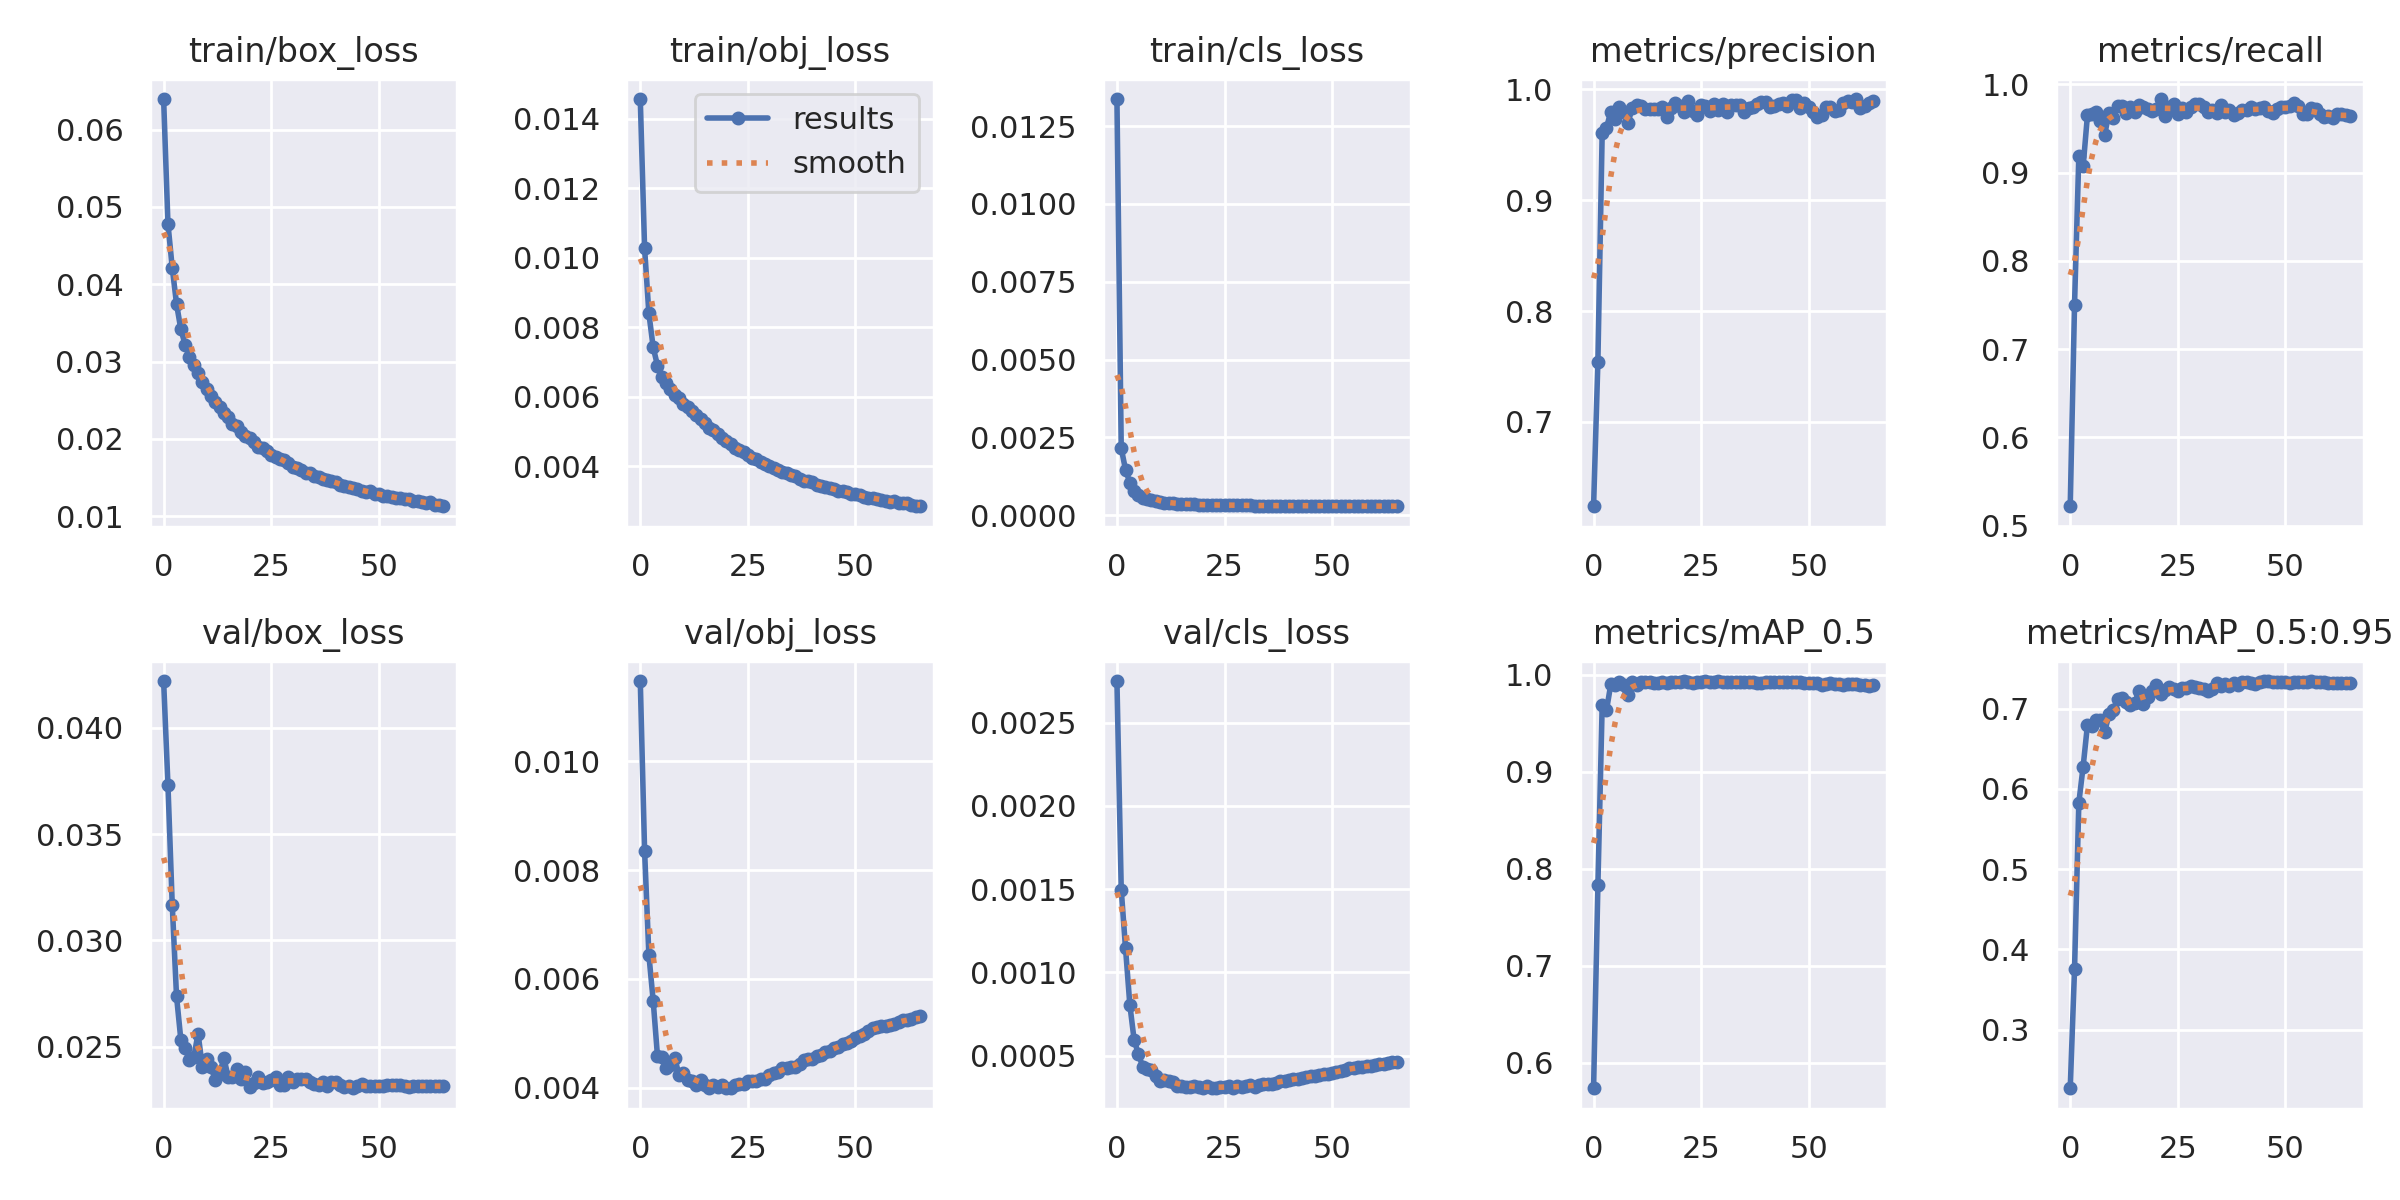 train/box_loss
0.06
0.05
0.04
0.03
0.02
0.01
0 25 50
train/obj_loss
results
smooth
0.014
0.012
0.010
0.008
0.006
0.004
0 25 50
train/cls_loss
0.0125
0.0100
0.0075
0.0050
0.0025
0.0000
0 25 50
metrics/precision
1.0
0.9
0.8
0.7
0 25 50
metrics/recall
1.0
0.9
0.8
0.7
0.6
0.5
0 25 50
val/box_loss
0.040
0.035
0.030
0.025
0 25 50
val/obj_loss
0.010
0.008
0.006
0.004
0 25 50
val/cls_loss
0.0025
0.0020
0.0015
0.0010
0.0005
0 25 50
metrics/mAP_0.5
1.0
0.9
0.8
0.7
0.6
0 25 50
metrics/mAP_0.5:0.95
0.7
0.6
0.5
0.4
0.3
0 25 50